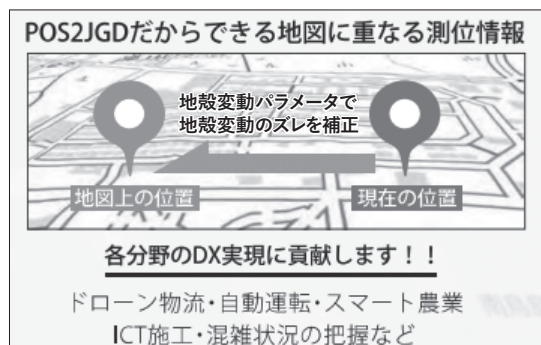 POS2JGDだからできる地図に重なる測位情報
地殻変動パラメータで
地殻変動のズレを補正
地図上の位置
現在の位置
各分野のDX実現に貢献します！！
ドローン物流・自動運転・スマート農業
ICT施工・混雑状況の把握など